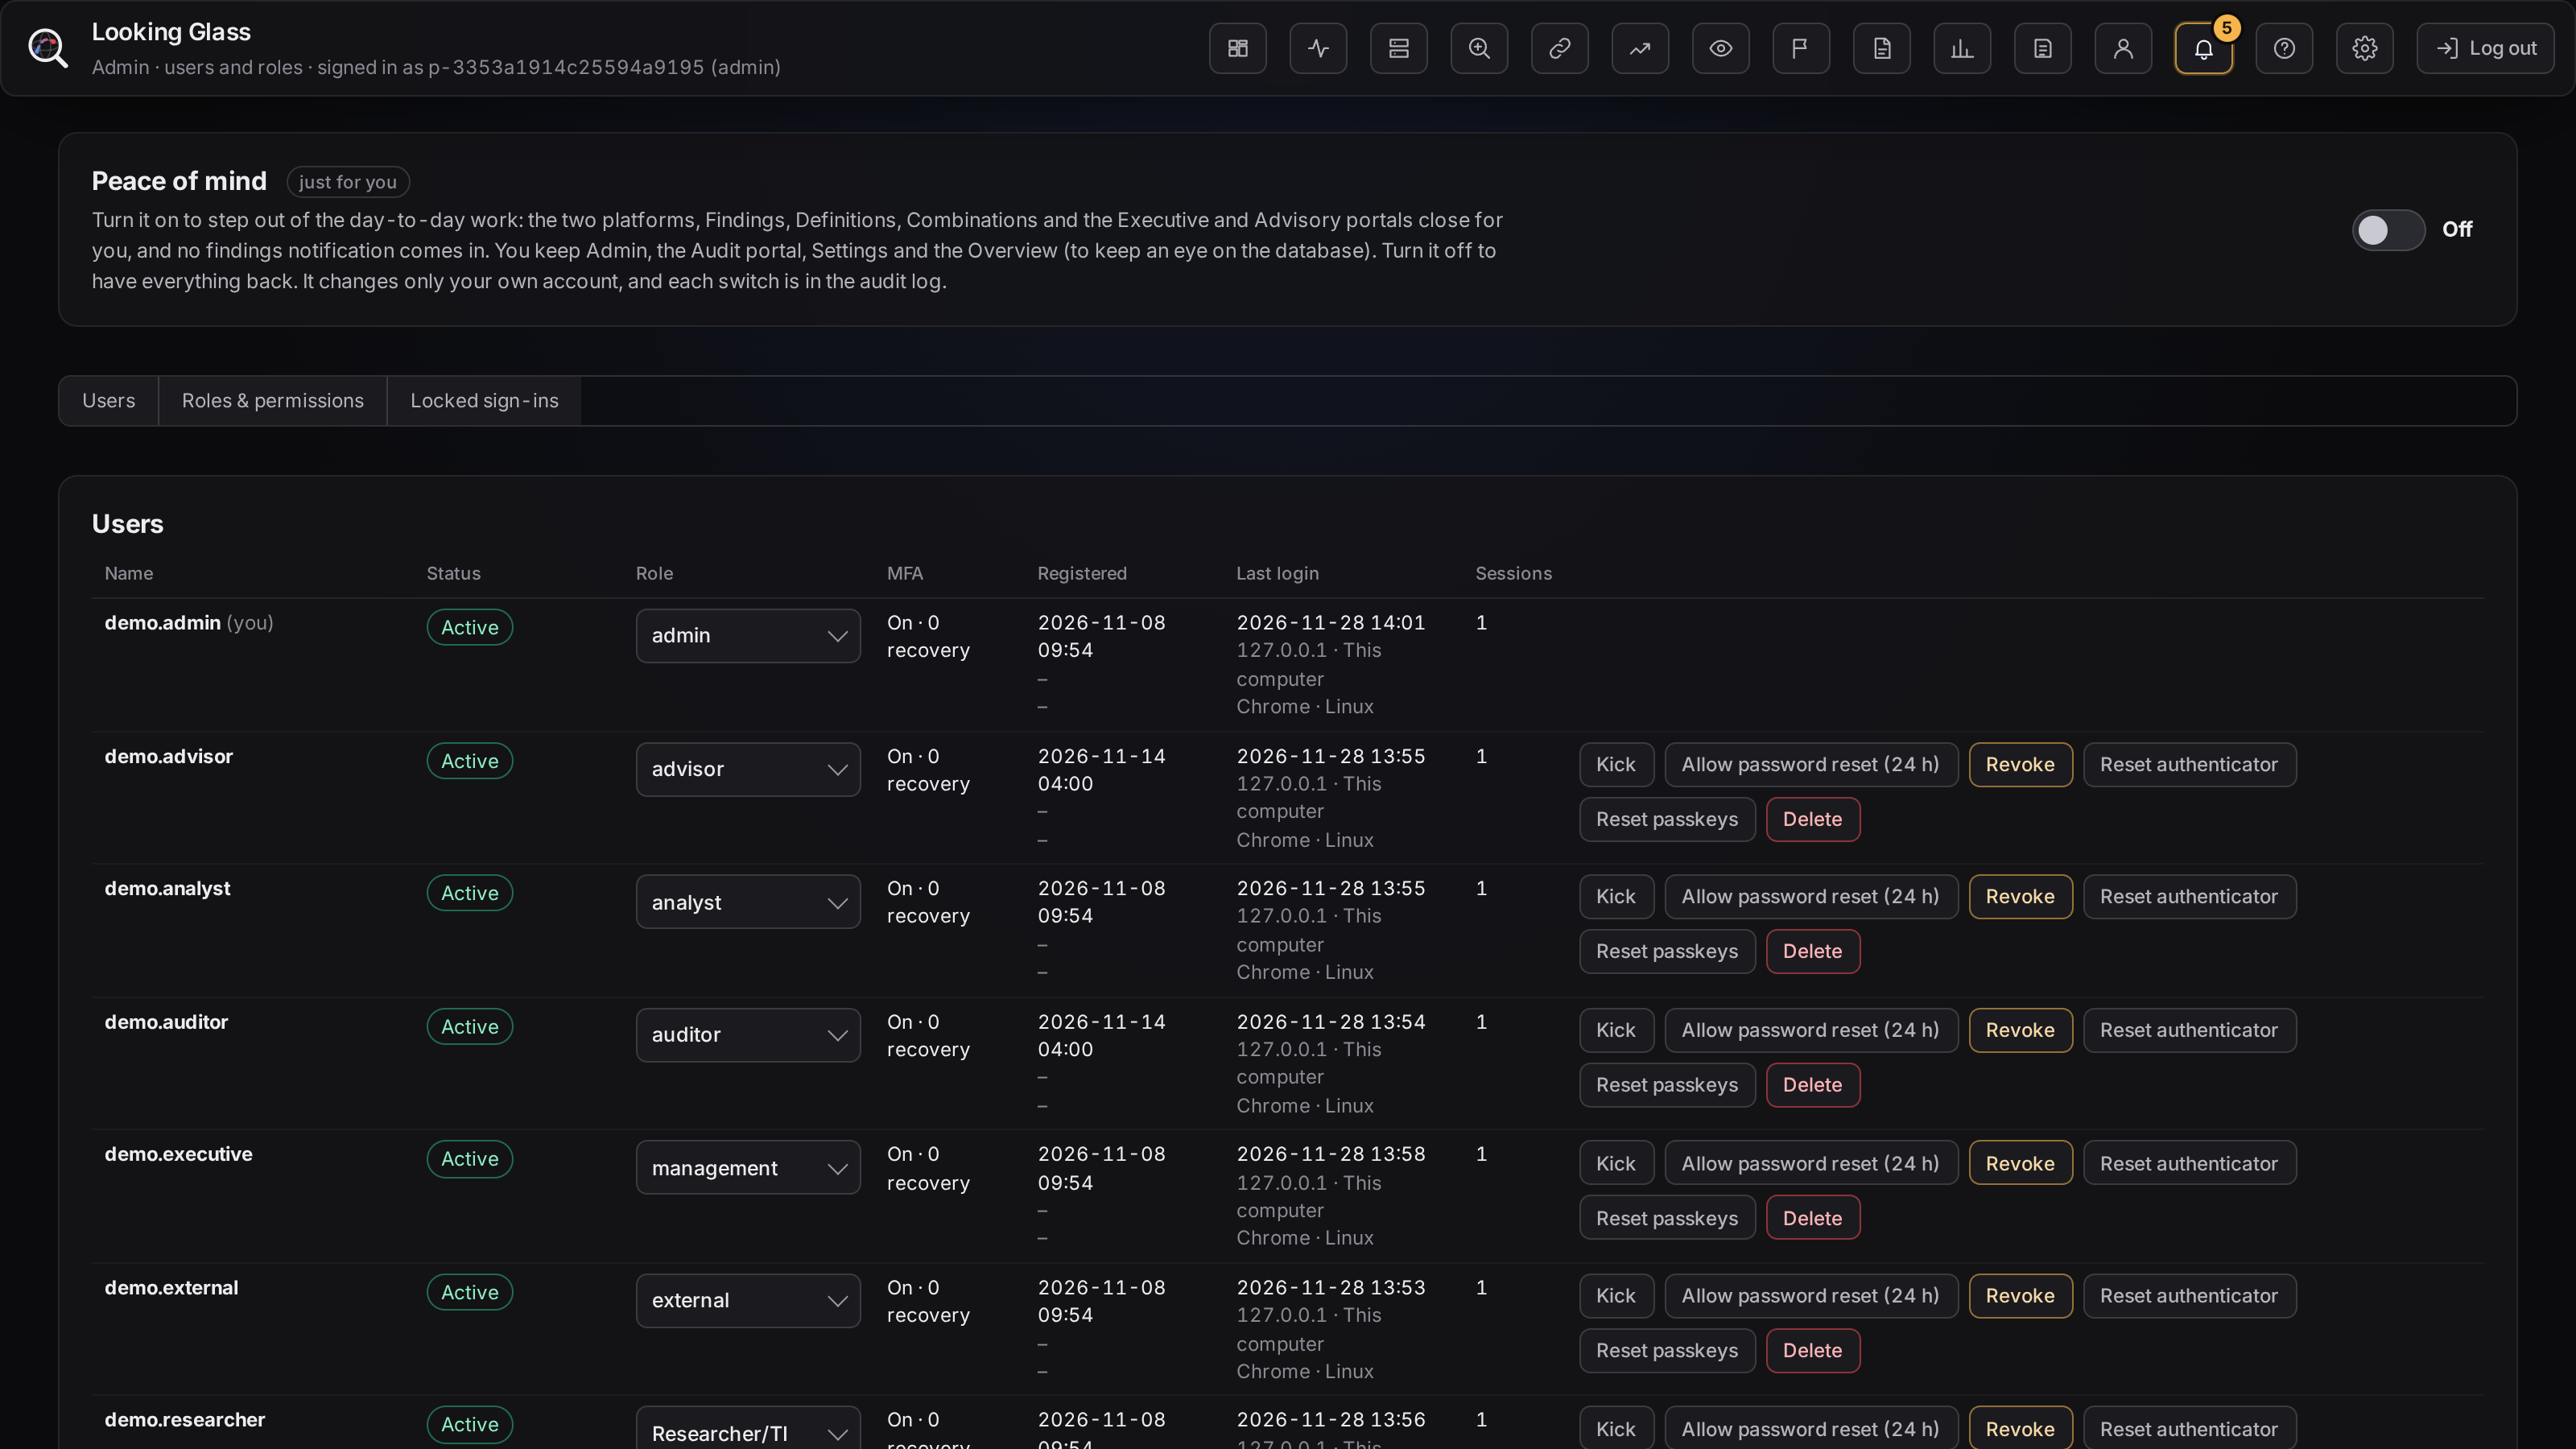 Looking Glass
Admin · users and roles · signed in as p-3353a1914c25594a9195 (admin)
5
Log out
Peace of mind just for you
Turn it on to step out of the day-to-day work: the two platforms, Findings, Definitions, Combinations and the Executive and Advisory portals close for
you, and no findings notification comes in. You keep Admin, the Audit portal, Settings and the Overview (to keep an eye on the database). Turn it off to
have everything back. It changes only your own account, and each switch is in the audit log.
Off
Users Roles & permissions Locked sign-ins
Users
Name Status Role MFA Registered Last login Sessions
demo.admin (you) Active admin On · 0 2026-11-08 2026-11-28 14:01 1
recovery 09:54 127.0.0.1 · This
– computer
– Chrome · Linux
demo.advisor Active advisor On · 0 2026-11-14 2026-11-28 13:55 1 Kick Allow password reset (24 h) Revoke Reset authenticator
recovery 04:00 127.0.0.1 · This
– computer Reset passkeys Delete
– Chrome · Linux
demo.analyst Active analyst On · 0 2026-11-08 2026-11-28 13:55 1 Kick Allow password reset (24 h) Revoke Reset authenticator
recovery 09:54 127.0.0.1 · This
– computer Reset passkeys Delete
– Chrome · Linux
demo.auditor Active auditor On · 0 2026-11-14 2026-11-28 13:54 1 Kick Allow password reset (24 h) Revoke Reset authenticator
recovery 04:00 127.0.0.1 · This
– computer Reset passkeys Delete
– Chrome · Linux
demo.executive Active management On · 0 2026-11-08 2026-11-28 13:58 1 Kick Allow password reset (24 h) Revoke Reset authenticator
recovery 09:54 127.0.0.1 · This
– computer Reset passkeys Delete
– Chrome · Linux
demo.external Active external On · 0 2026-11-08 2026-11-28 13:53 1 Kick Allow password reset (24 h) Revoke Reset authenticator
recovery 09:54 127.0.0.1 · This
– computer Reset passkeys Delete
– Chrome · Linux
demo.researcher Active Researcher/TI On · 0 2026-11-08 2026-11-28 13:56 1 Kick Allow password reset (24 h) Revoke Reset authenticator